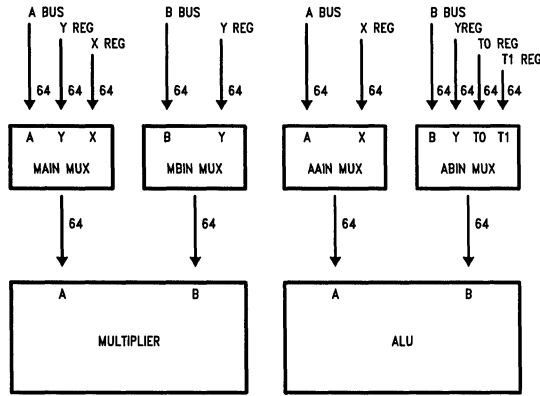 A BUS
Y REG
X REG
B BUS
Y REG
A BUS
X REG
B BUS
YREG
T0 REG
T1 REG
64 64 64 64 64 64 64 64 64 64 64
A Y X
MAIN MUX
B Y
MBIN MUX
A X
AAIN MUX
B Y T0 T1
ABIN MUX
64 64 64 64
A B
MULTIPLIER
A B
ALU